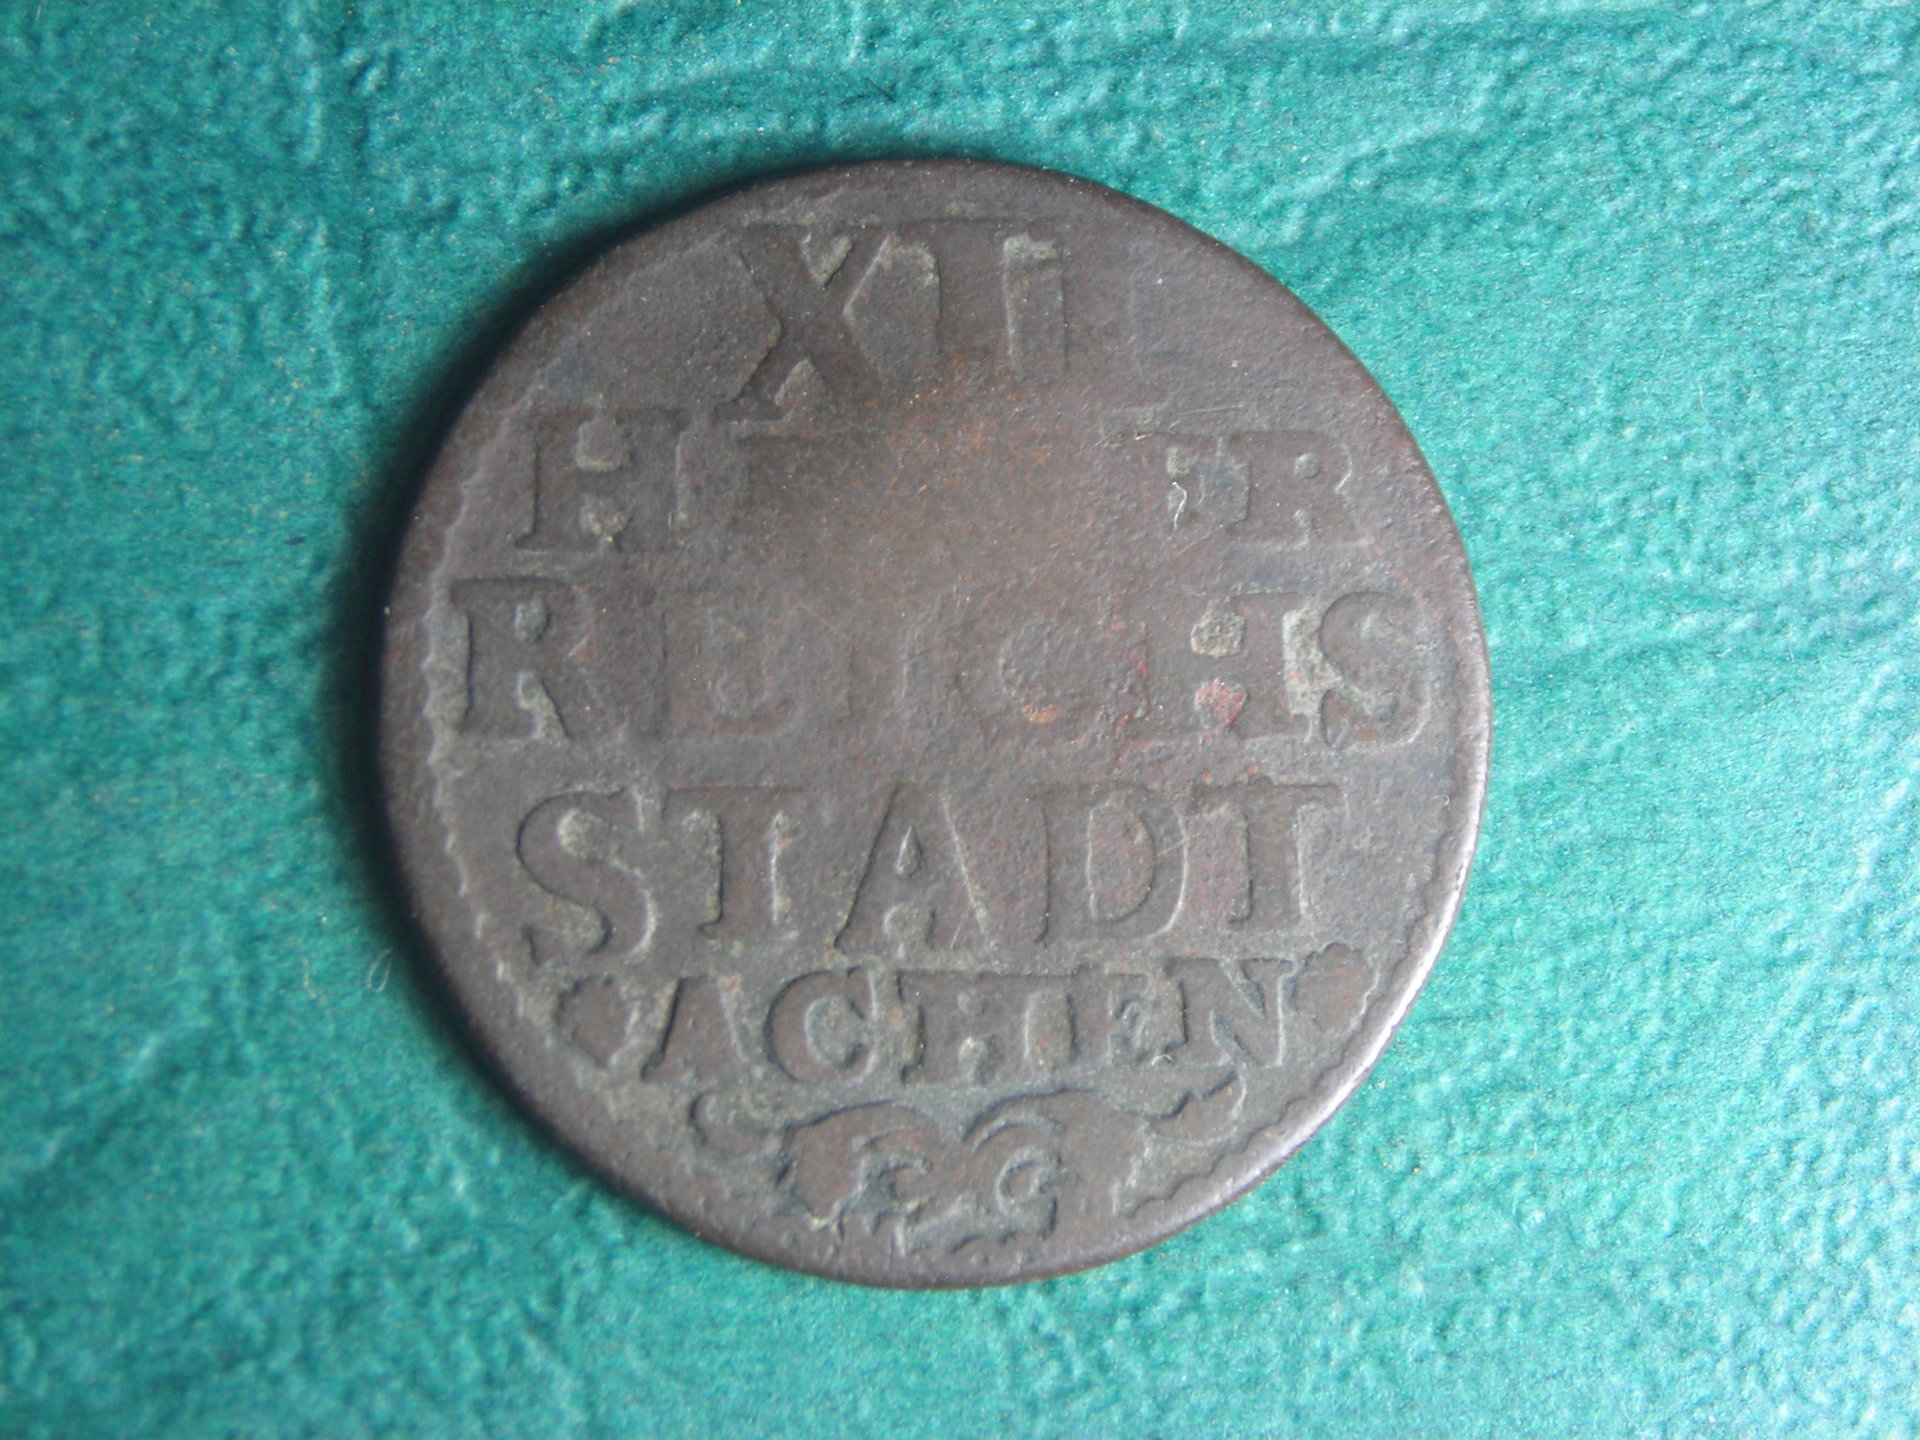 XII
REICHS
STADT
ACHEN